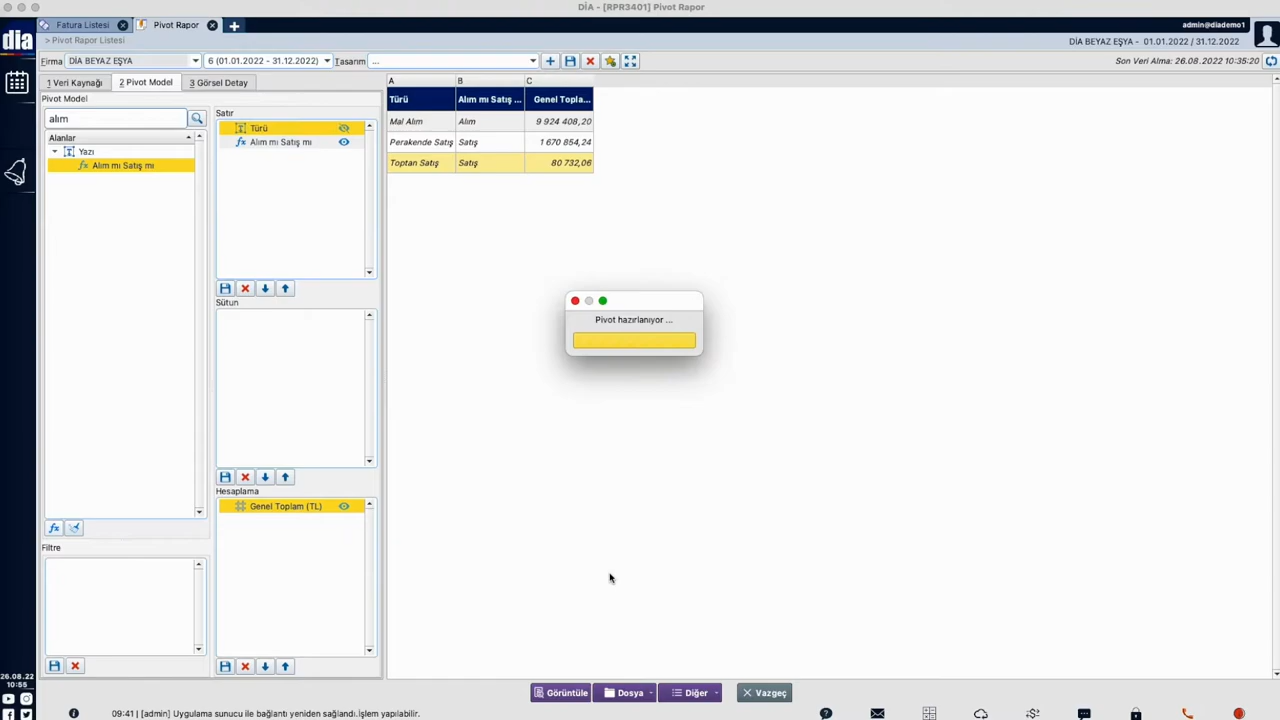 DİA - [RPR3401] Pivot Rapor
Fatura Listesi
Pivot Rapor
admin@diademo1
dia
> Pivot Rapor Listesi
DİA BEYAZ EŞYA - 01.01.2022 / 31.12.2022
Firma DİA BEYAZ EŞYA 6 (01.01.2022 - 31.12.2022) Tasarım ...
Son Veri Alma: 26.08.2022 10:35:20
1 Veri Kaynağı 2 Pivot Model 3 Görsel Detay
Pivot Model
alım
Alanlar
Yazı
Alım mı Satış mı
Satır
Türü
Alım mı Satış mı
Sütun
Hesaplama
Genel Toplam (TL)
Filtre
A B C
Türü Alım mı Satış ... Genel Topla...
Mal Alım Alım 9 924 408,20
Perakende Satış Satış 1 670 854,24
Toptan Satış Satış 80 732,06
Pivot hazırlanıyor ...
Görüntüle Dosya Diğer Vazgeç
26.08.22
10:55
09:41 | [admin] Uygulama sunucu ile bağlantı yeniden sağlandı.İşlem yapılabilir.